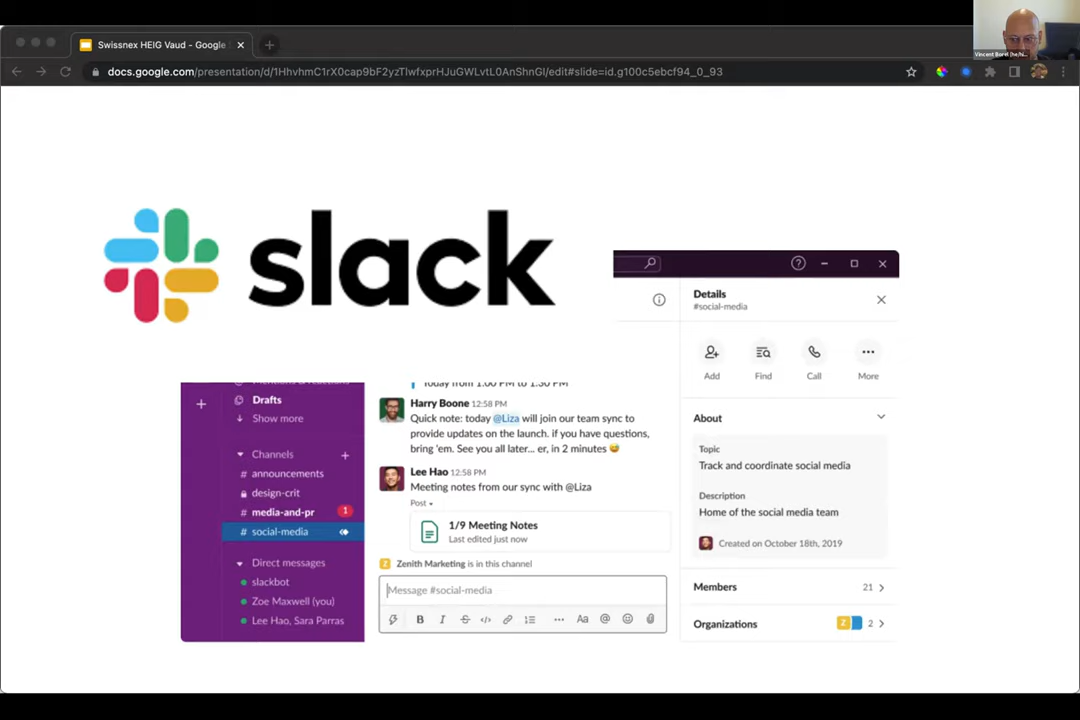 Swissnex HEIG Vaud - Google
docs.google.com/presentation/d/1HhvhmC1rX0cap9bF2yzTlwfxprHJuGWLvtL0AnShnGI/edit#slide=id.g100c5ebcf94_0_93
slack
Details
#social-media
Add
Find
Call
More
About
Topic
Track and coordinate social media
Description
Home of the social media team
Created on October 18th, 2019
Members
21
Organizations
Z
2
Drafts
Show more
Channels
# announcements
design-crit
# media-and-pr
1
# social-media
Direct messages
slackbot
Zoe Maxwell (you)
Lee Hao, Sara Parras
Today from 1:00 PM to 1:30 PM
Harry Boone 12:58 PM
Quick note: today @Liza will join our team sync to
provide updates on the launch. if you have questions,
bring 'em. See you all later... er, in 2 minutes
Lee Hao 12:58 PM
Meeting notes from our sync with @Liza
Post
1/9 Meeting Notes
Last edited just now
Z
Zenith Marketing is in this channel
Message #social-media
B
I
Aa
@